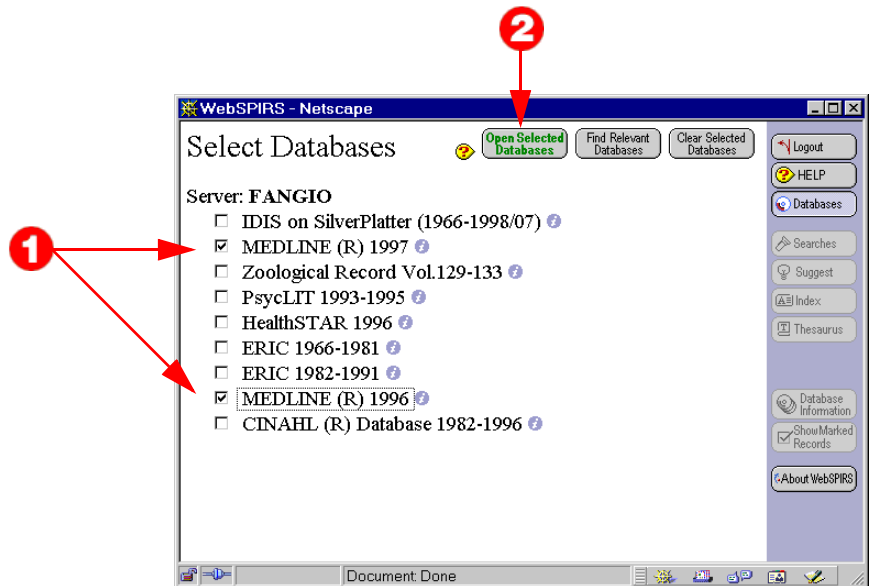 2
WebSPIRS - Netscape
Select Databases
?
Open Selected
Databases
Find Relevant
Databases
Clear Selected
Databases
Logout
? HELP
Databases
Server: FANGIO
IDIS on SilverPlatter (1966-1998/07) i
1
MEDLINE (R) 1997 i
Zoological Record Vol.129-133 i
PsycLIT 1993-1995 i
HealthSTAR 1996 i
ERIC 1966-1981 i
ERIC 1982-1991 i
MEDLINE (R) 1996 i
CINAHL (R) Database 1982-1996 i
Searches
Suggest
Index
Thesaurus
Database
Information
Show Marked
Records
About WebSPIRS
Document: Done